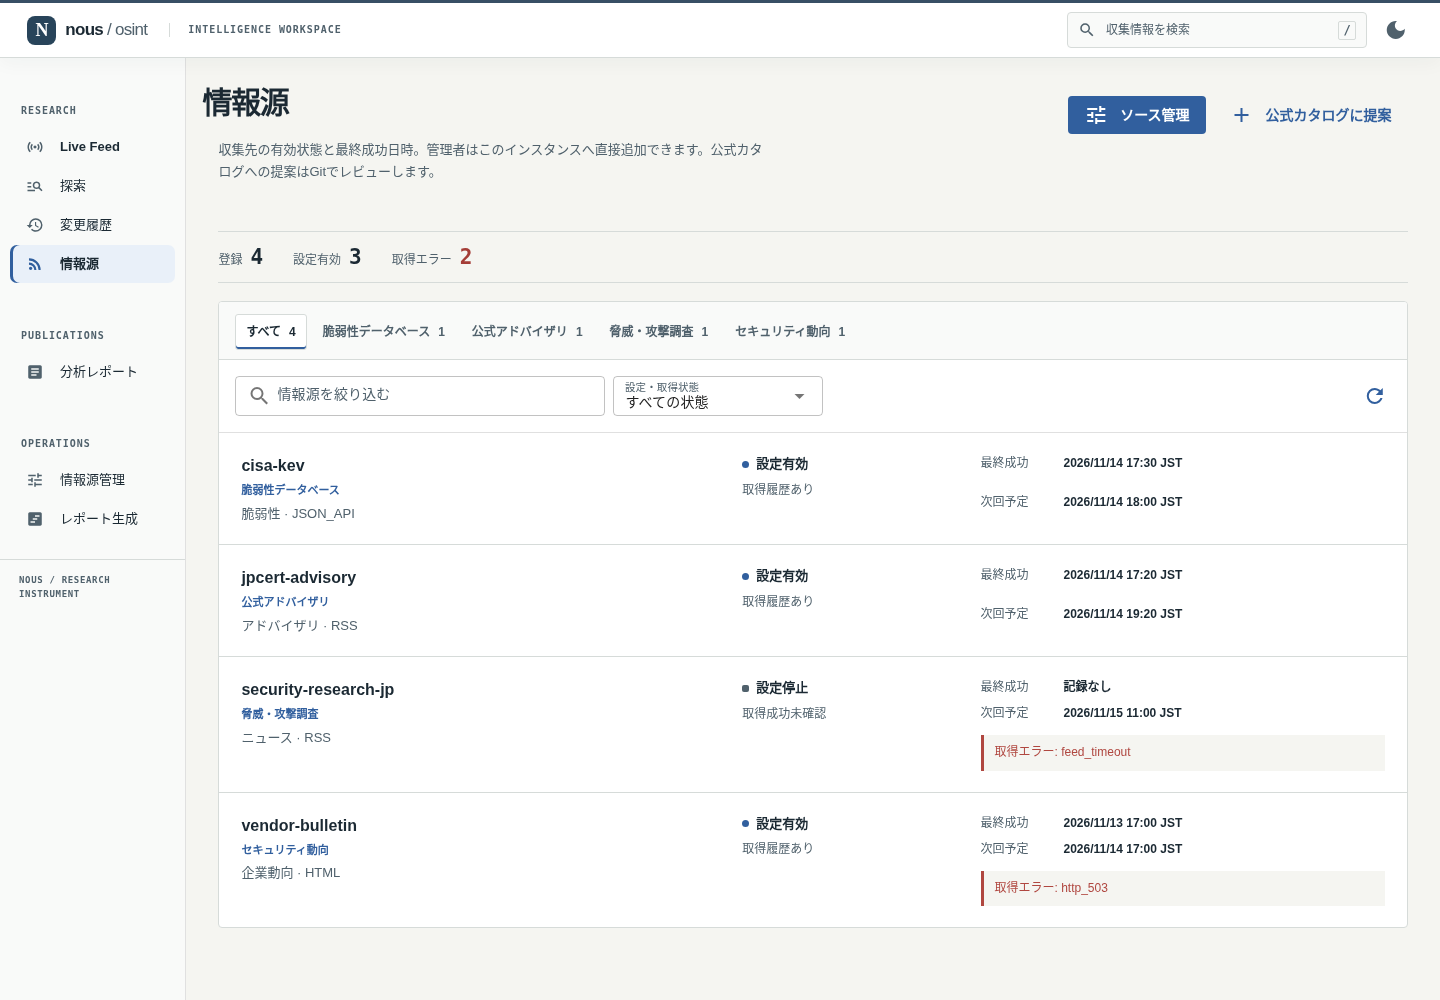 N nous / osint INTELLIGENCE WORKSPACE
収集情報を検索 /
RESEARCH
Live Feed
探索
変更履歴
情報源
PUBLICATIONS
分析レポート
OPERATIONS
情報源管理
レポート生成
NOUS / RESEARCH
INSTRUMENT
情報源
ソース管理
公式カタログに提案
収集先の有効状態と最終成功日時。管理者はこのインスタンスへ直接追加できます。公式カタ
ログへの提案はGitでレビューします。
登録 4 設定有効 3 取得エラー 2
すべて 4 脆弱性データベース 1 公式アドバイザリ 1 脅威・攻撃調査 1 セキュリティ動向 1
情報源を絞り込む
設定・取得状態
すべての状態
cisa-kev
脆弱性データベース
脆弱性 · JSON_API
設定有効
取得履歴あり
最終成功 2026/11/14 17:30 JST
次回予定 2026/11/14 18:00 JST
jpcert-advisory
公式アドバイザリ
アドバイザリ · RSS
設定有効
取得履歴あり
最終成功 2026/11/14 17:20 JST
次回予定 2026/11/14 19:20 JST
security-research-jp
脅威・攻撃調査
ニュース · RSS
設定停止
取得成功未確認
最終成功 記録なし
次回予定 2026/11/15 11:00 JST
取得エラー: feed_timeout
vendor-bulletin
セキュリティ動向
企業動向 · HTML
設定有効
取得履歴あり
最終成功 2026/11/13 17:00 JST
次回予定 2026/11/14 17:00 JST
取得エラー: http_503